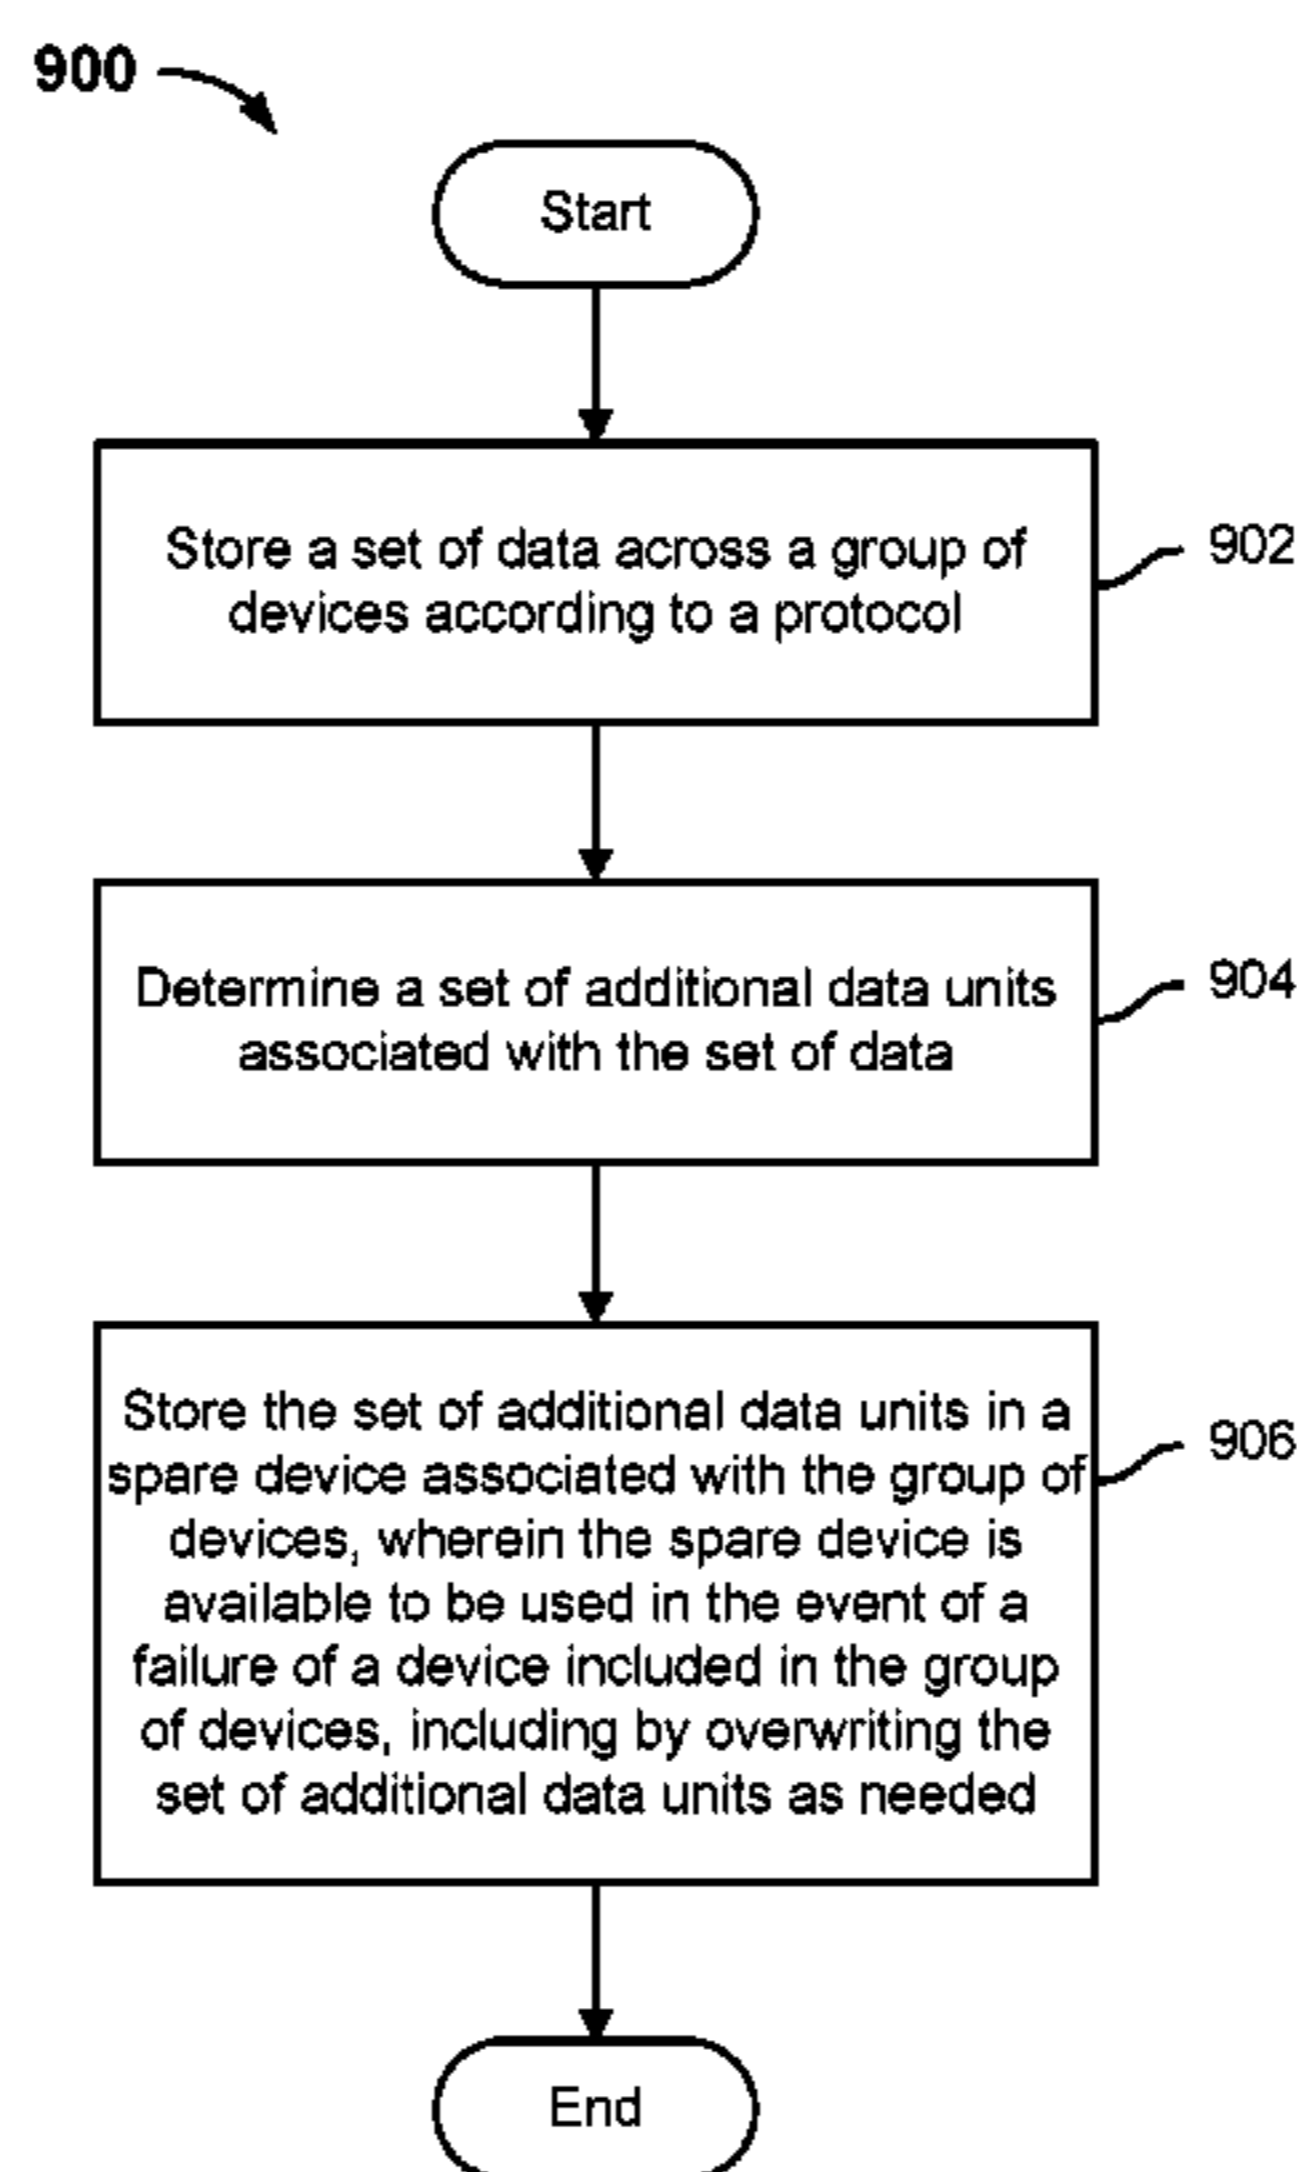 900
Start
Store a set of data across a group of
devices according to a protocol
902
Determine a set of additional data units
associated with the set of data
904
Store the set of additional data units in a
spare device associated with the group of
devices, wherein the spare device is
available to be used in the event of a
failure of a device included in the group
of devices, including by overwriting the
set of additional data units as needed
906
End